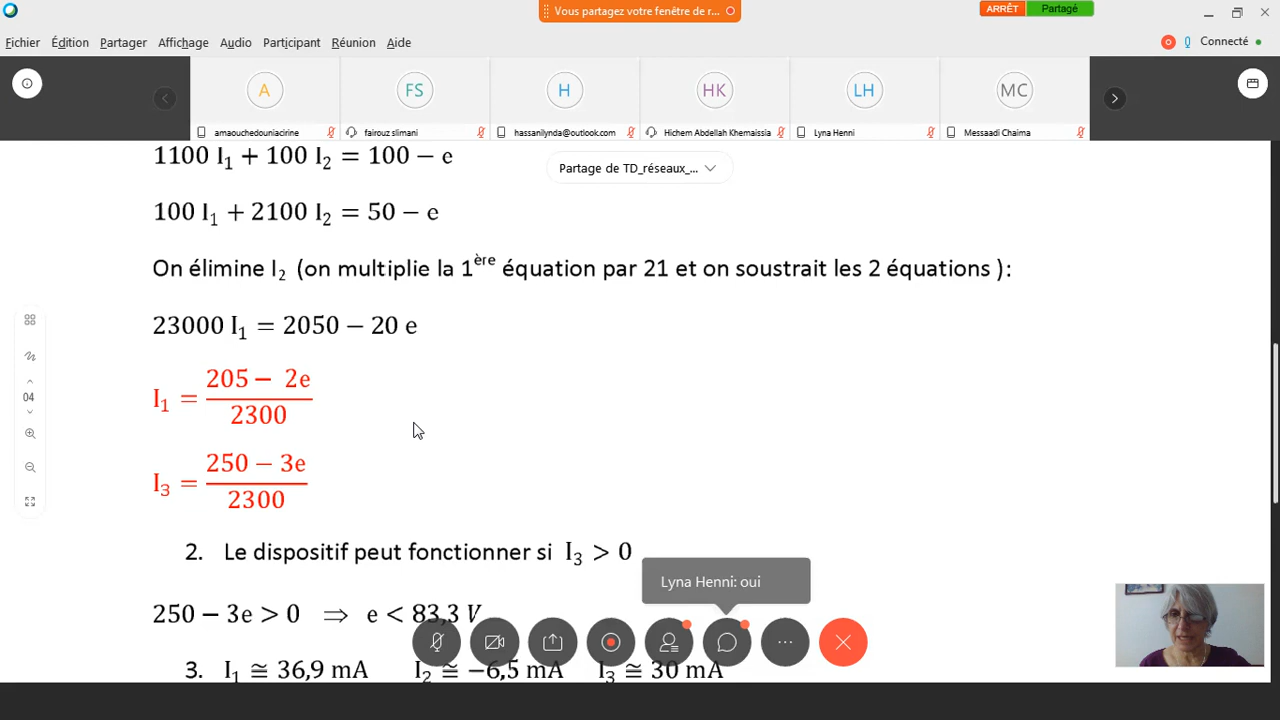 Vous partagez votre fenêtre de r...
ARRÊT Partagé
Fichier Édition Partager Affichage Audio Participant Réunion Aide
Connecté
A FS H HK LH MC
amaouchedouniacirine fairouz slimani hassanilynda@outlook.com Hichem Abdellah Khemaissia Lyna Henni Messaadi Chaima
1100 I₁ + 100 I₂ = 100 − e
Partage de TD_réseaux_...
100 I₁ + 2100 I₂ = 50 − e
On élimine I₂ (on multiplie la 1ère équation par 21 et on soustrait les 2 équations ):
23000 I₁ = 2050 − 20 e
I₁ = (205 − 2e)/2300
04
I₃ = (250 − 3e)/2300
2. Le dispositif peut fonctionner si I₃ > 0
Lyna Henni: oui
250 − 3e > 0 ⟹ e < 83,3 V
3. I₁ ≅ 36,9 mA I₂ ≅ −6,5 mA I₃ ≅ 30 mA